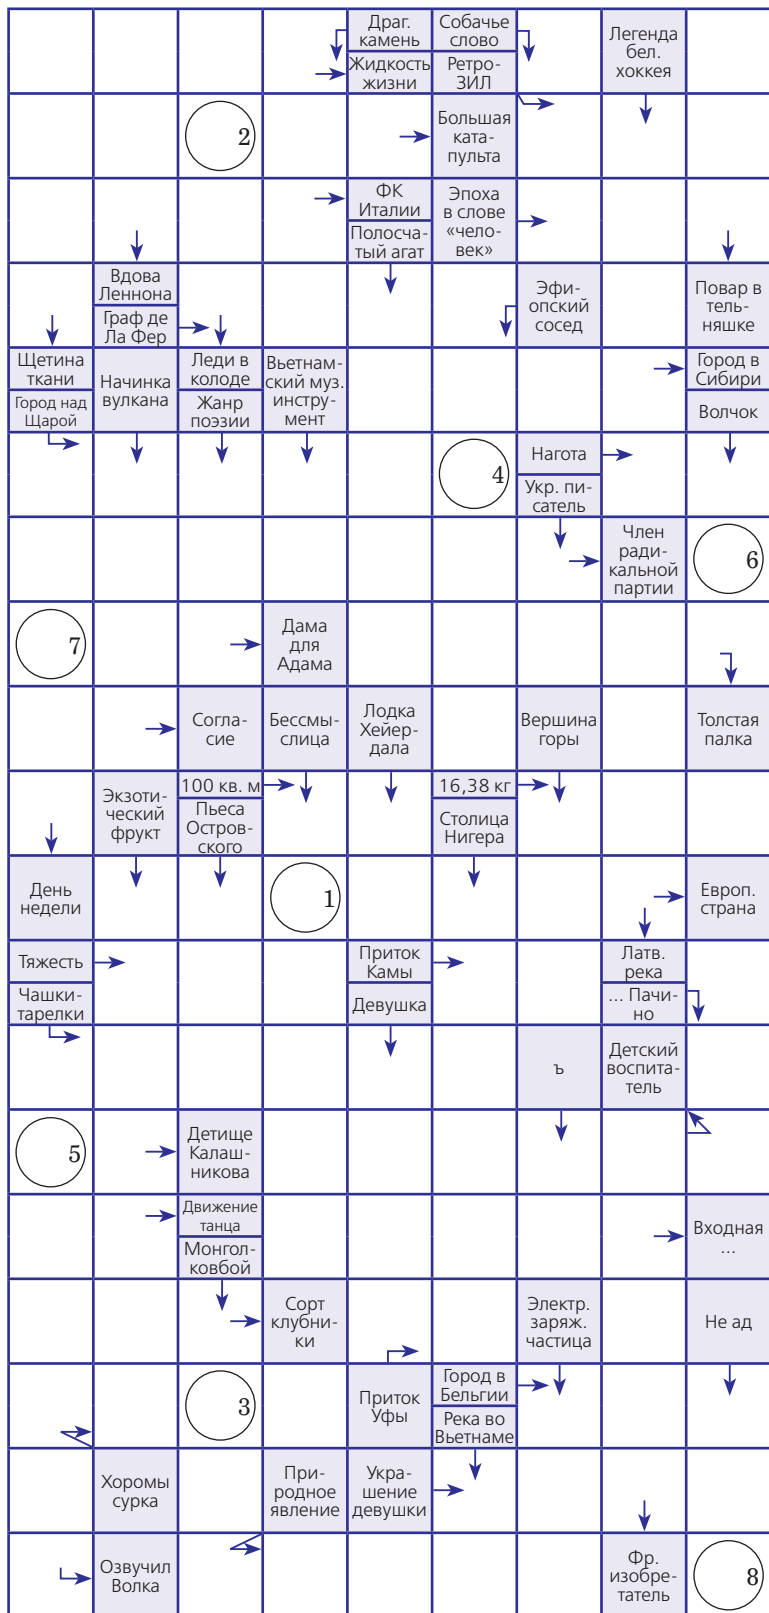 Драг.
камень
Жидкость
жизни
Собачье
слово
Ретро-
ЗИЛ
Легенда
бел.
хоккея
2
Большая
ката-
пульта
ФК
Италии
Полосча-
тый агат
Эпоха
в слове
«чело-
век»
Вдова
Леннона
Граф де
Ла Фер
Эфи-
опский
сосед
Повар в
тель-
няшке
Щетина
ткани
Город над
Щарой
Начинка
вулкана
Леди в
колоде
Жанр
поэзии
Вьетнам-
ский муз.
инстру-
мент
Город в
Сибири
Волчок
4
Нагота
Укр. пи-
сатель
Член
ради-
кальной
партии
6
7
Дама
для
Адама
Согла-
сие
Бессмы-
слица
Лодка
Хейер-
дала
Вершина
горы
Толстая
палка
Экзоти-
ческий
фрукт
100 кв. м
Пьеса
Остров-
ского
16,38 кг
Столица
Нигера
День
недели
1
Европ.
страна
Тяжесть
Чашки-
тарелки
Приток
Камы
Девушка
Латв.
река
... Пачи-
но
ъ
Детский
воспита-
тель
5
Детище
Калаш-
никова
Движение
танца
Монгол-
ковбой
Входная
...
Сорт
клубни-
ки
Электр.
заряж.
частица
Не ад
3
Приток
Уфы
Город в
Бельгии
Река во
Вьетнаме
Хоромы
сурка
При-
родное
явление
Укра-
шение
девушки
Озвучил
Волка
Фр.
изобре-
татель
8